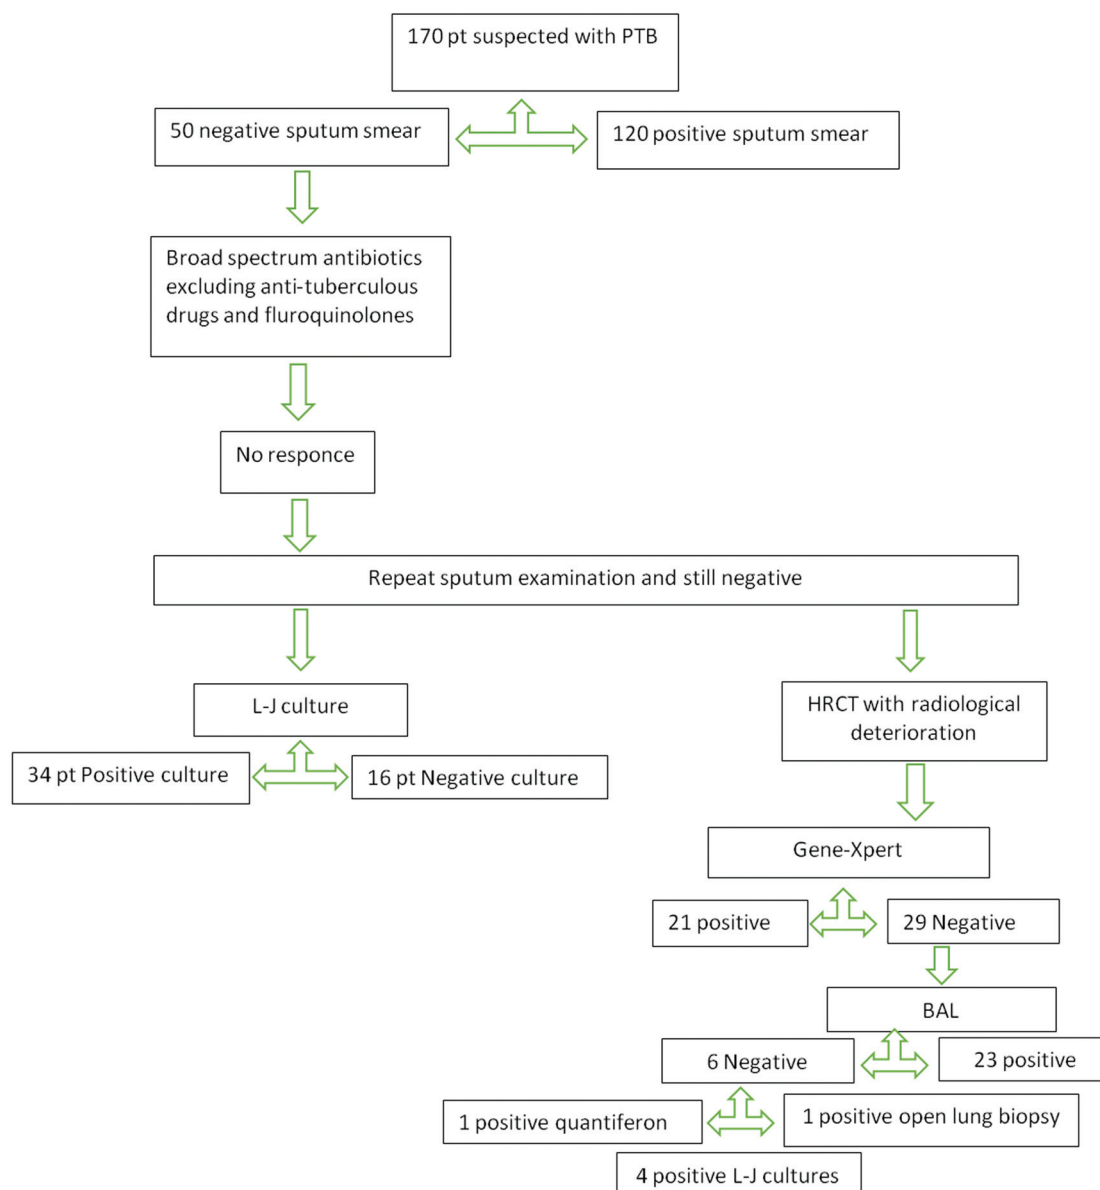 170 pt suspected with PTB
50 negative sputum smear
120 positive sputum smear
Broad spectrum antibiotics
excluding anti-tuberculous
drugs and fluroquinolones
No responce
Repeat sputum examination and still negative
L-J culture
HRCT with radiological
deterioration
34 pt Positive culture
16 pt Negative culture
Gene-Xpert
21 positive
29 Negative
BAL
6 Negative
23 positive
1 positive quantiferon
1 positive open lung biopsy
4 positive L-J cultures